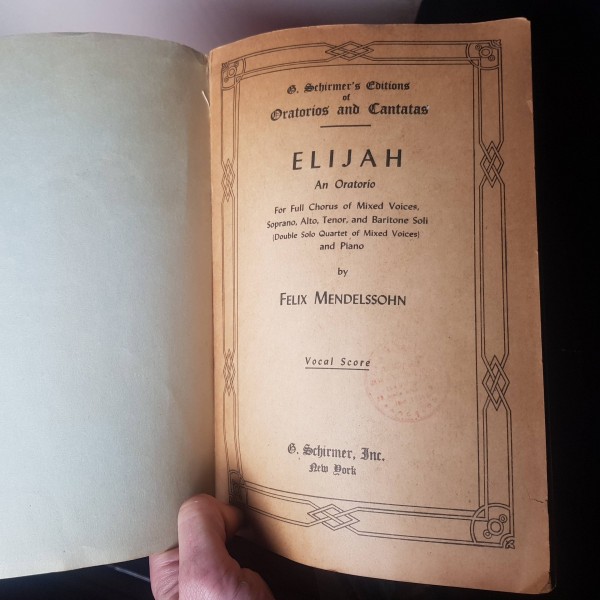 G. Schirmer's Editions
of
Oratorios and Cantatas
ELIJAH
An Oratorio
For Full Chorus of Mixed Voices,
Soprano, Alto, Tenor, and Baritone Soli
(Double Solo Quartet of Mixed Voices)
and Piano
by
FELIX MENDELSSOHN
Vocal Score
G. Schirmer, Inc.
New York